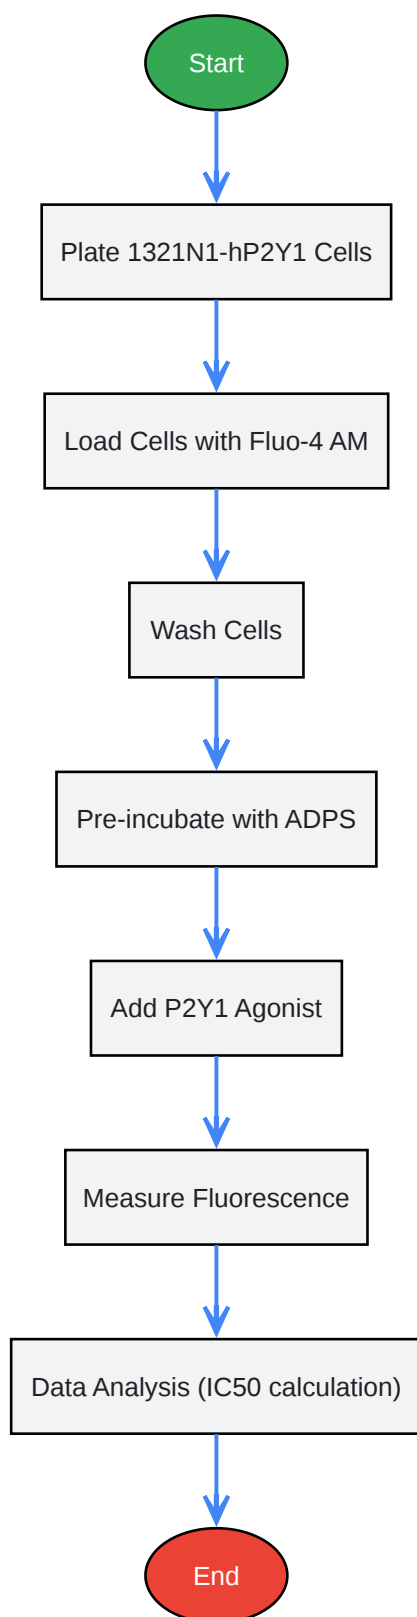 Start
Plate 1321N1-hP2Y1 Cells
Load Cells with Fluo-4 AM
Wash Cells
Pre-incubate with ADPS
Add P2Y1 Agonist
Measure Fluorescence
Data Analysis (IC50 calculation)
End